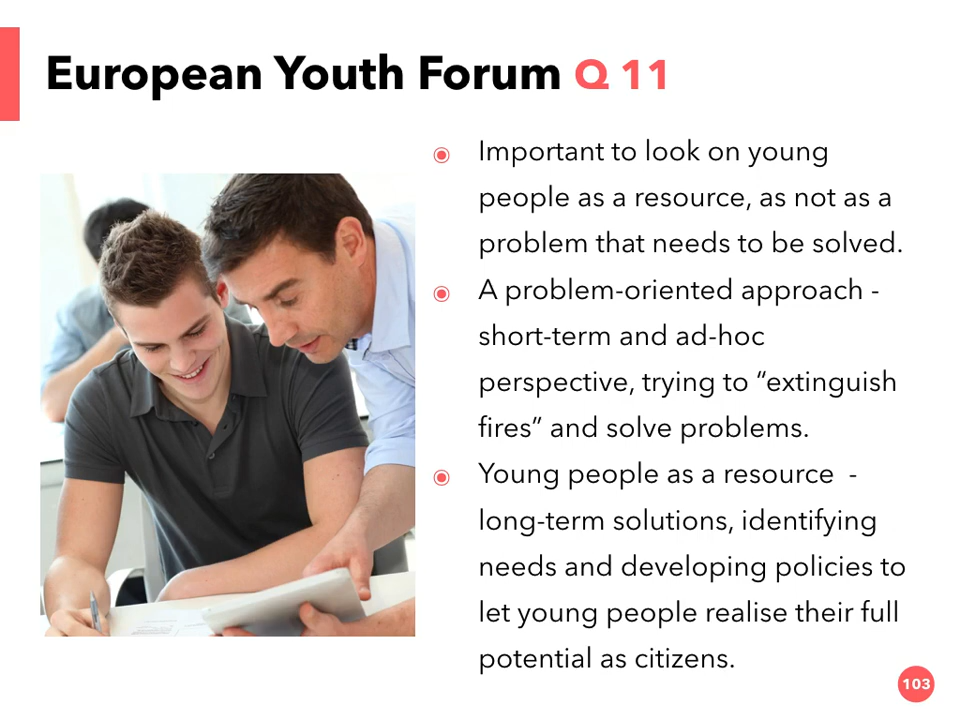 European Youth Forum Q 11
Important to look on young
people as a resource, as not as a
problem that needs to be solved.
A problem-oriented approach -
short-term and ad-hoc
perspective, trying to “extinguish
fires” and solve problems.
Young people as a resource  -
long-term solutions, identifying
needs and developing policies to
let young people realise their full
potential as citizens.
103